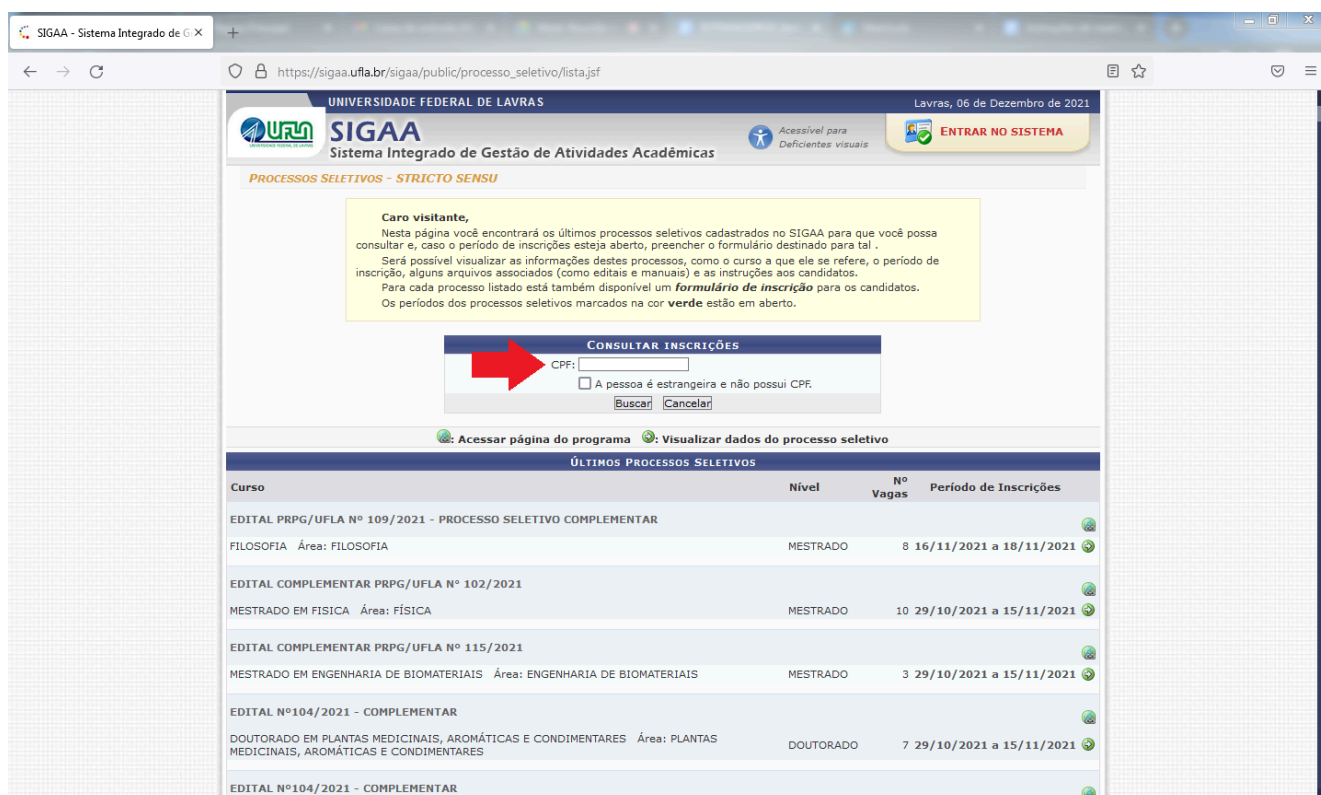 SIGAA - Sistema Integrado de G
https://sigaa.ufla.br/sigaa/public/processo_seletivo/lista.jsf
UNIVERSIDADE FEDERAL DE LAVRAS
Lavras, 06 de Dezembro de 2021
UFLA
SIGAA
Sistema Integrado de Gestão de Atividades Acadêmicas
Acessível para
Deficientes visuais
ENTRAR NO SISTEMA
PROCESSOS SELETIVOS - STRICTO SENSU
Caro visitante,
Nesta página você encontrará os últimos processos seletivos cadastrados no SIGAA para que você possa
consultar e, caso o período de inscrições esteja aberto, preencher o formulário destinado para tal .
Será possível visualizar as informações destes processos, como o curso a que ele se refere, o período de
inscrição, alguns arquivos associados (como editais e manuais) e as instruções aos candidatos.
Para cada processo listado está também disponível um formulário de inscrição para os candidatos.
Os períodos dos processos seletivos marcados na cor verde estão em aberto.
CONSULTAR INSCRIÇÕES
CPF:
A pessoa é estrangeira e não possui CPF.
Buscar Cancelar
: Acessar página do programa : Visualizar dados do processo seletivo
ÚLTIMOS PROCESSOS SELETIVOS
Curso Nível Nº Vagas Período de Inscrições
EDITAL PRPG/UFLA Nº 109/2021 - PROCESSO SELETIVO COMPLEMENTAR
FILOSOFIA Área: FILOSOFIA MESTRADO 8 16/11/2021 a 18/11/2021
EDITAL COMPLEMENTAR PRPG/UFLA N° 102/2021
MESTRADO EM FISICA Área: FÍSICA MESTRADO 10 29/10/2021 a 15/11/2021
EDITAL COMPLEMENTAR PRPG/UFLA Nº 115/2021
MESTRADO EM ENGENHARIA DE BIOMATERIAIS Área: ENGENHARIA DE BIOMATERIAIS MESTRADO 3 29/10/2021 a 15/11/2021
EDITAL Nº104/2021 - COMPLEMENTAR
DOUTORADO EM PLANTAS MEDICINAIS, AROMÁTICAS E CONDIMENTARES Área: PLANTAS
MEDICINAIS, AROMÁTICAS E CONDIMENTARES DOUTORADO 7 29/10/2021 a 15/11/2021
EDITAL Nº104/2021 - COMPLEMENTAR